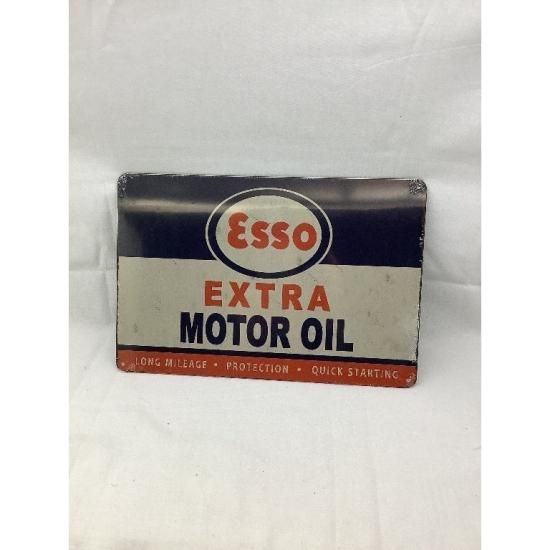 Esso
EXTRA
MOTOR OIL
LONG MILEAGE • PROTECTION • QUICK STARTING